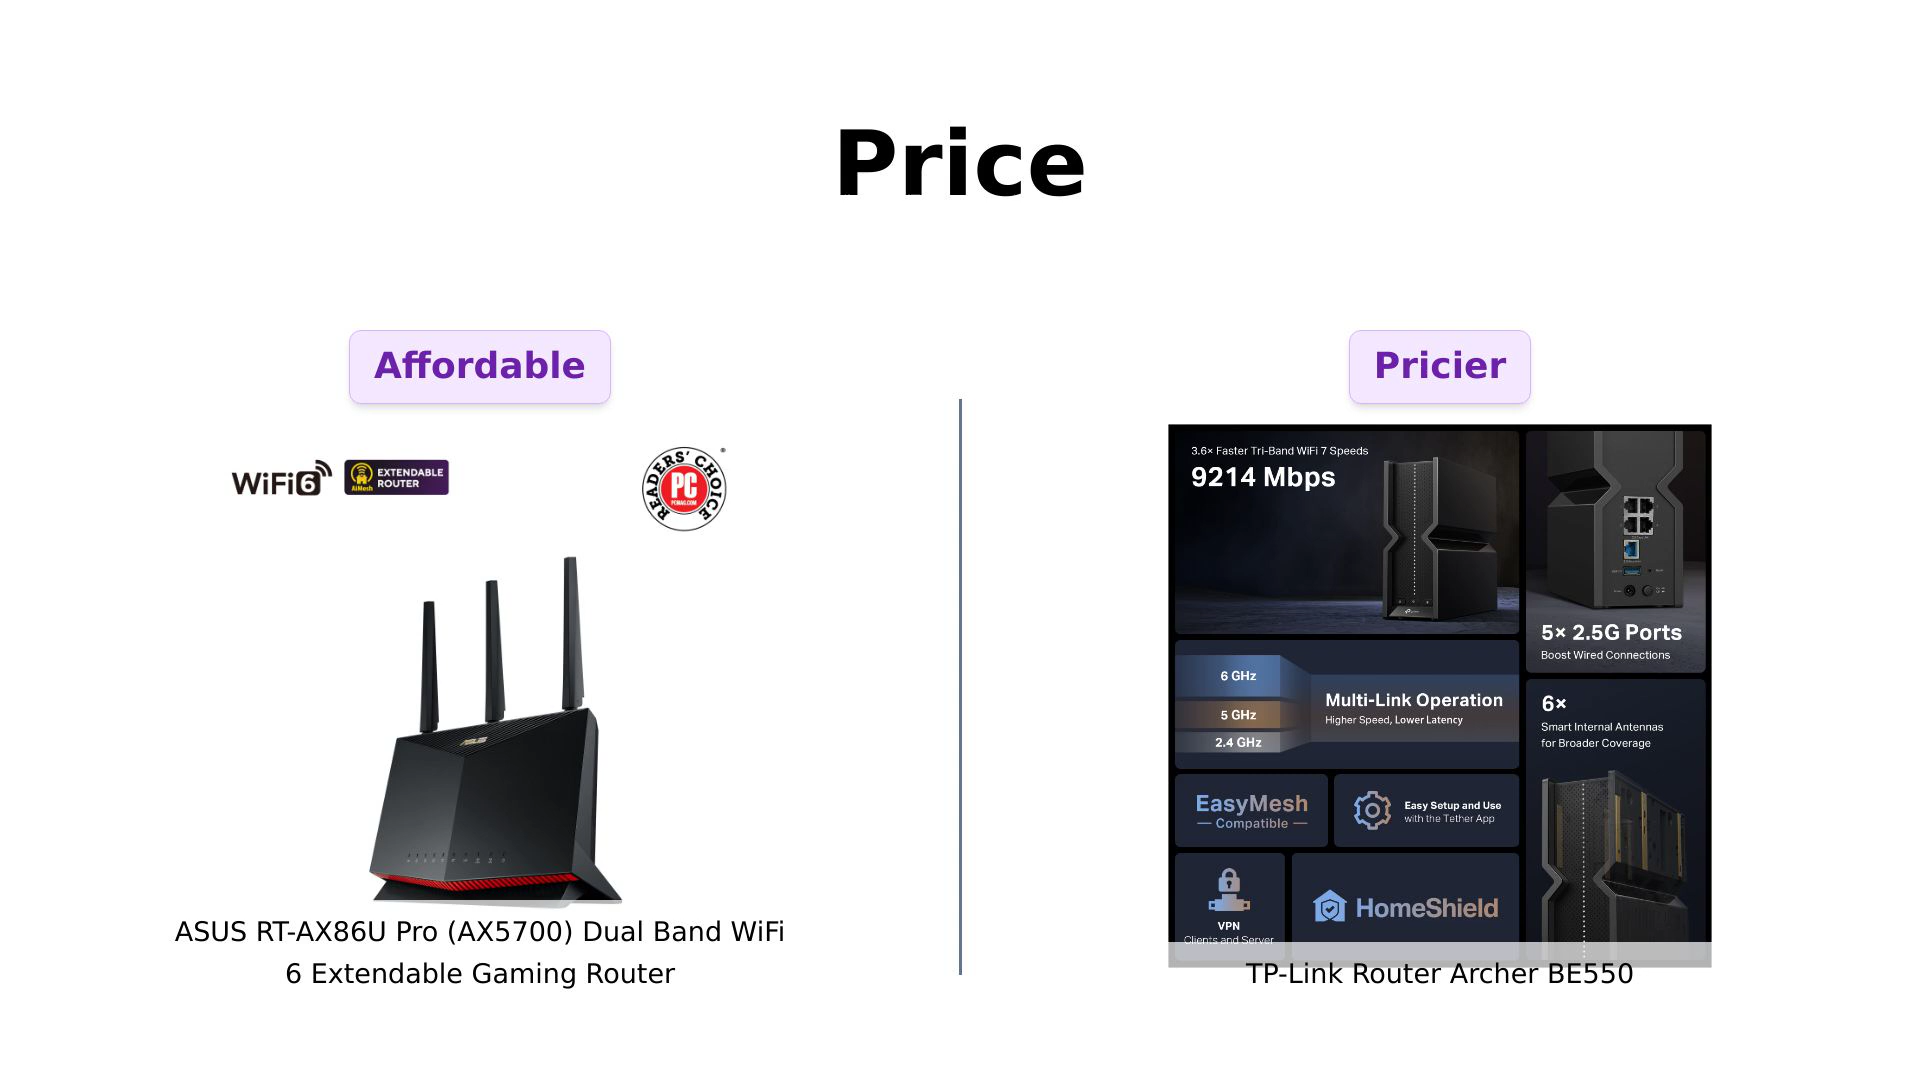 Price
Affordable
WiFi 6
AiMesh
EXTENDABLE
ROUTER
READERS' CHOICE
PC
PCMAG.COM
ASUS RT-AX86U Pro (AX5700) Dual Band WiFi
6 Extendable Gaming Router
Pricier
3.6× Faster Tri-Band WiFi 7 Speeds
9214 Mbps
5× 2.5G Ports
Boost Wired Connections
6 GHz
5 GHz
2.4 GHz
Multi-Link Operation
Higher Speed, Lower Latency
6×
Smart Internal Antennas
for Broader Coverage
EasyMesh
Compatible
Easy Setup and Use
with the Tether App
VPN
Clients and Server
HomeShield
TP-Link Router Archer BE550